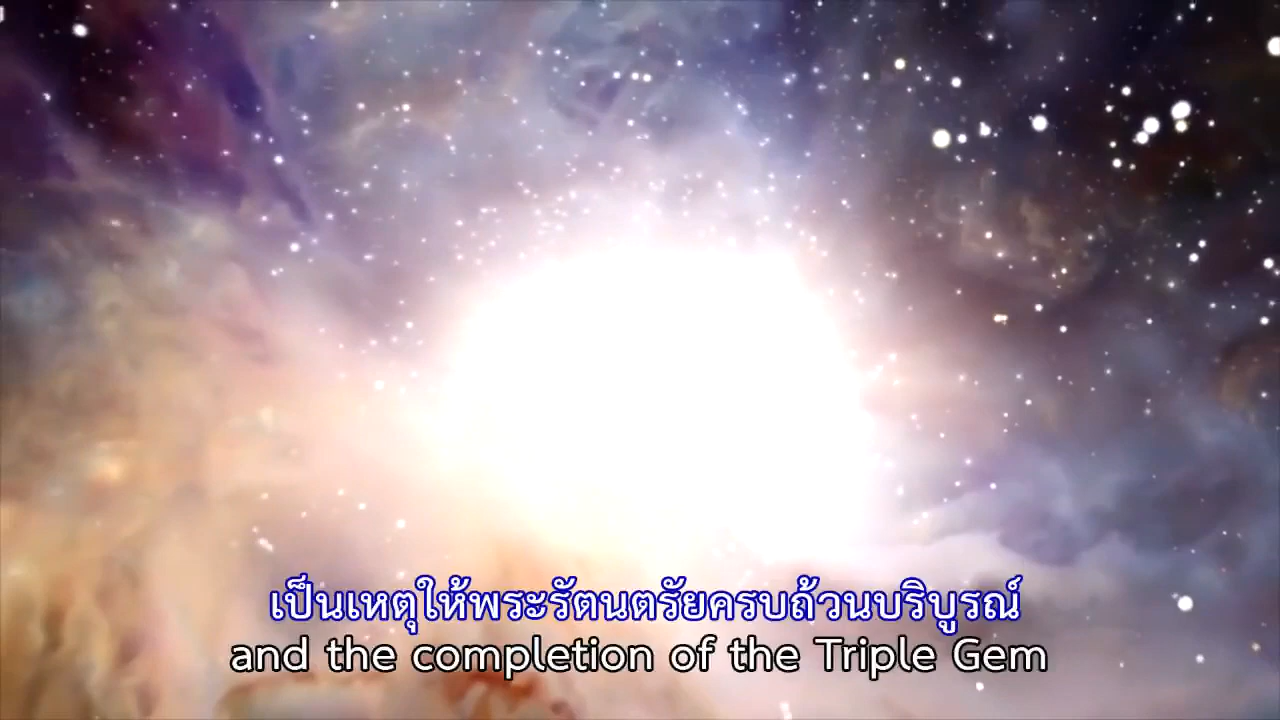 เป็นเหตุให้พระรัตนตรัยครบถ้วนบริบูรณ์
and the completion of the Triple Gem